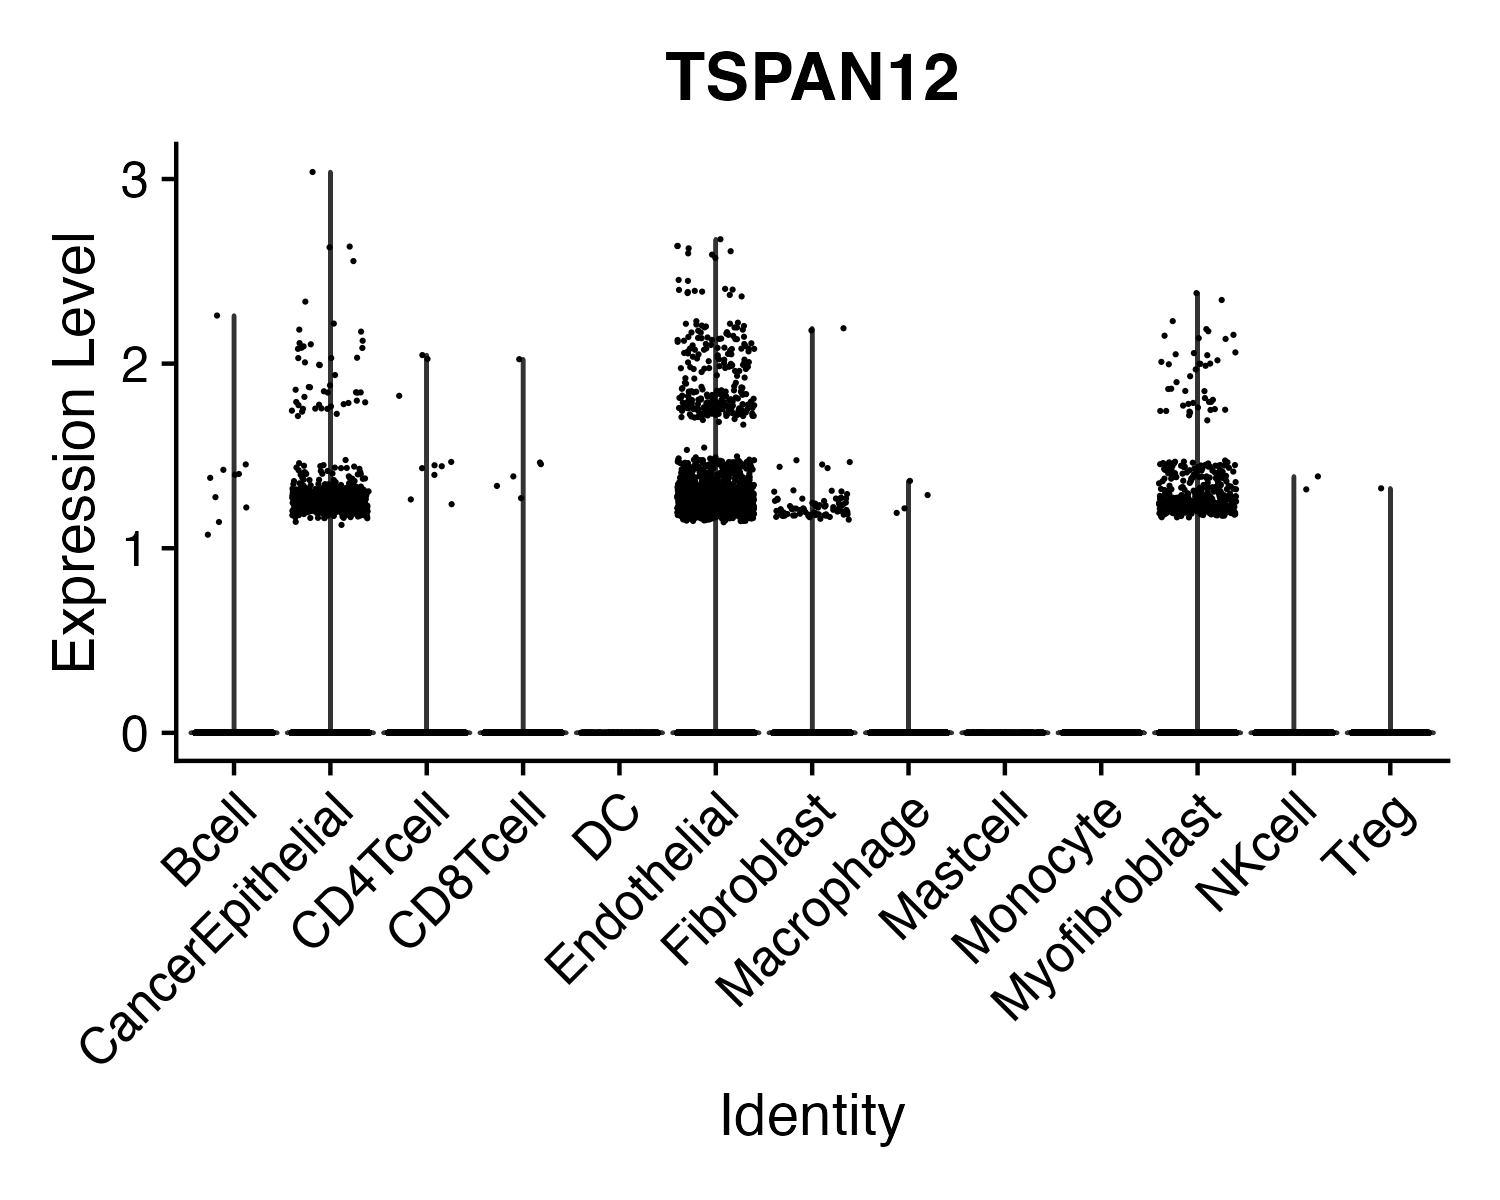 TSPAN12
Expression Level
3
2
1
0
Bcell
CancerEpithelial
CD4Tcell
CD8Tcell
DC
Endothelial
Fibroblast
Macrophage
Mastcell
Monocyte
Myofibroblast
NKcell
Treg
Identity